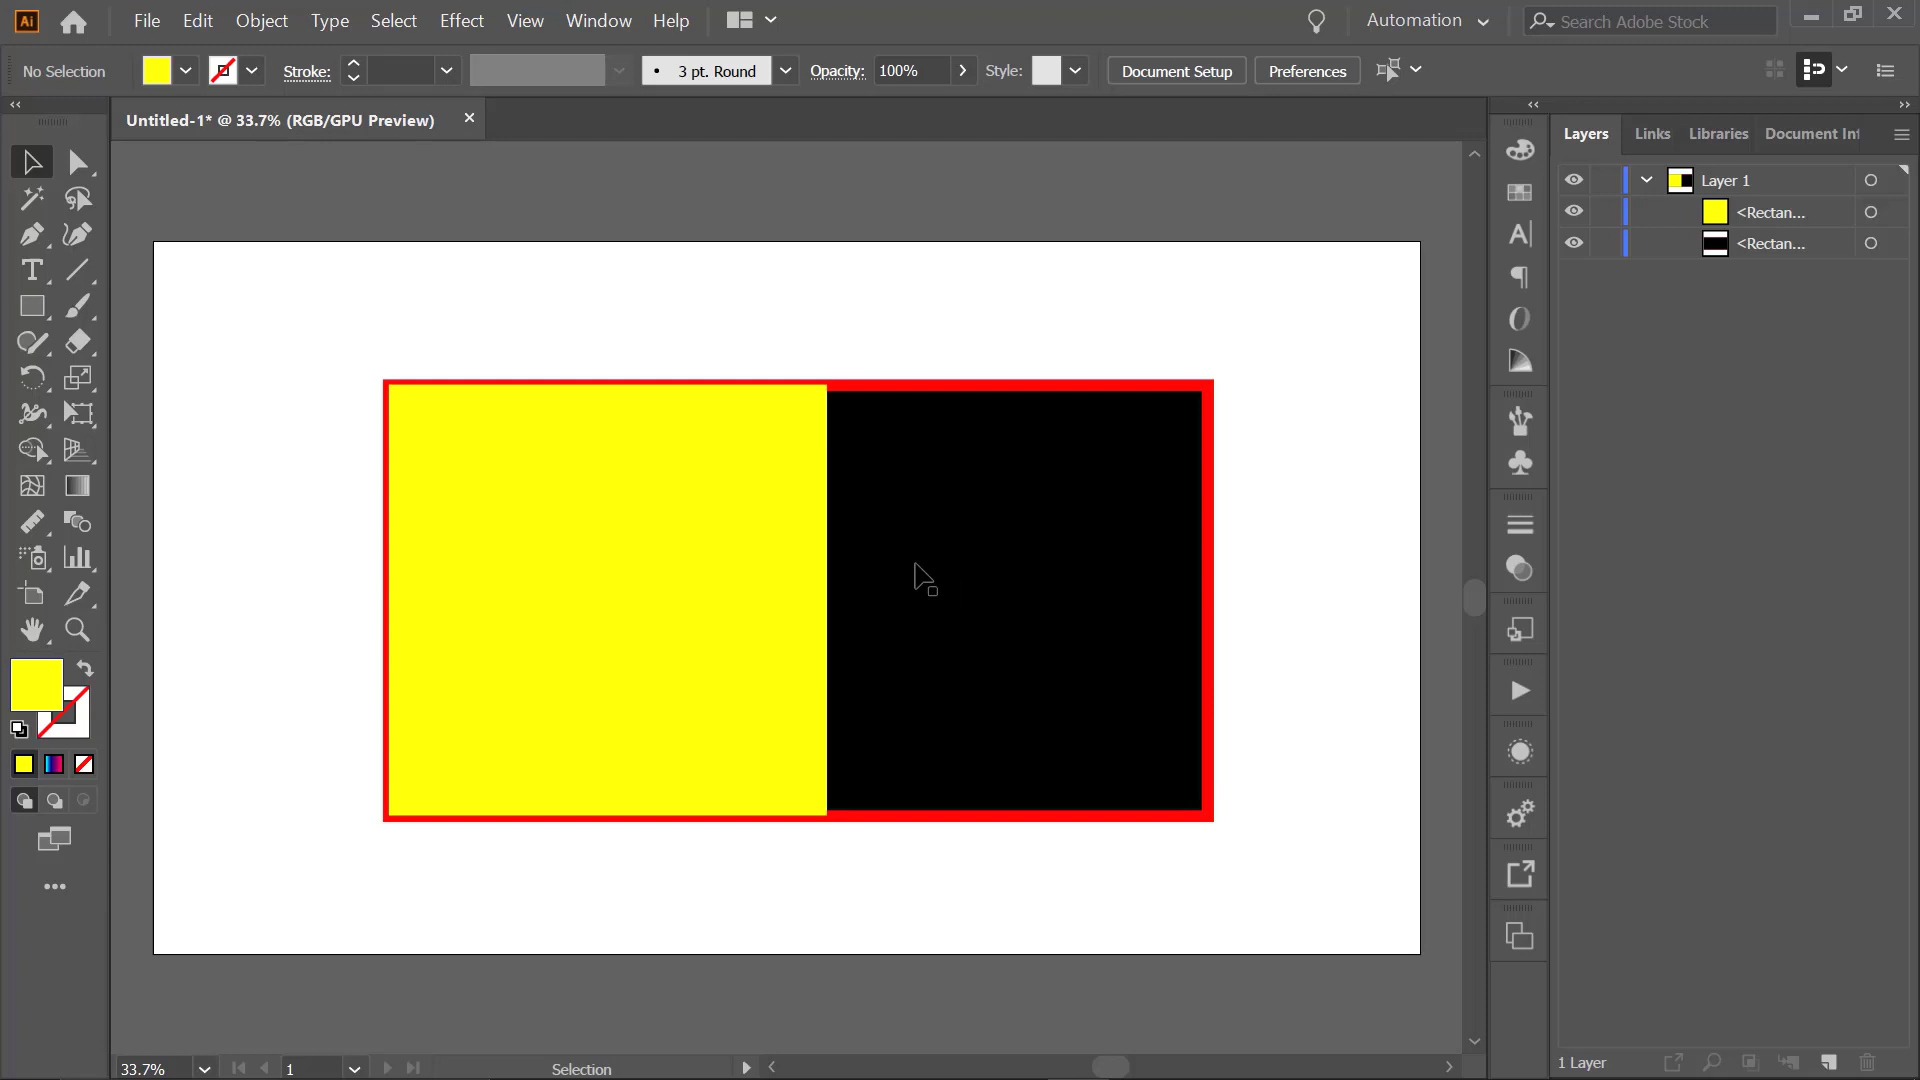 Ai File Edit Object Type Select Effect View Window Help Automation Search Adobe Stock
No Selection Stroke: 3 pt. Round Opacity: 100% Style: Document Setup Preferences
Untitled-1* @ 33.7% (RGB/GPU Preview)
Layers Links Libraries Document Inf
Layer 1
<Rectan...
<Rectan...
33.7% 1 Selection
1 Layer